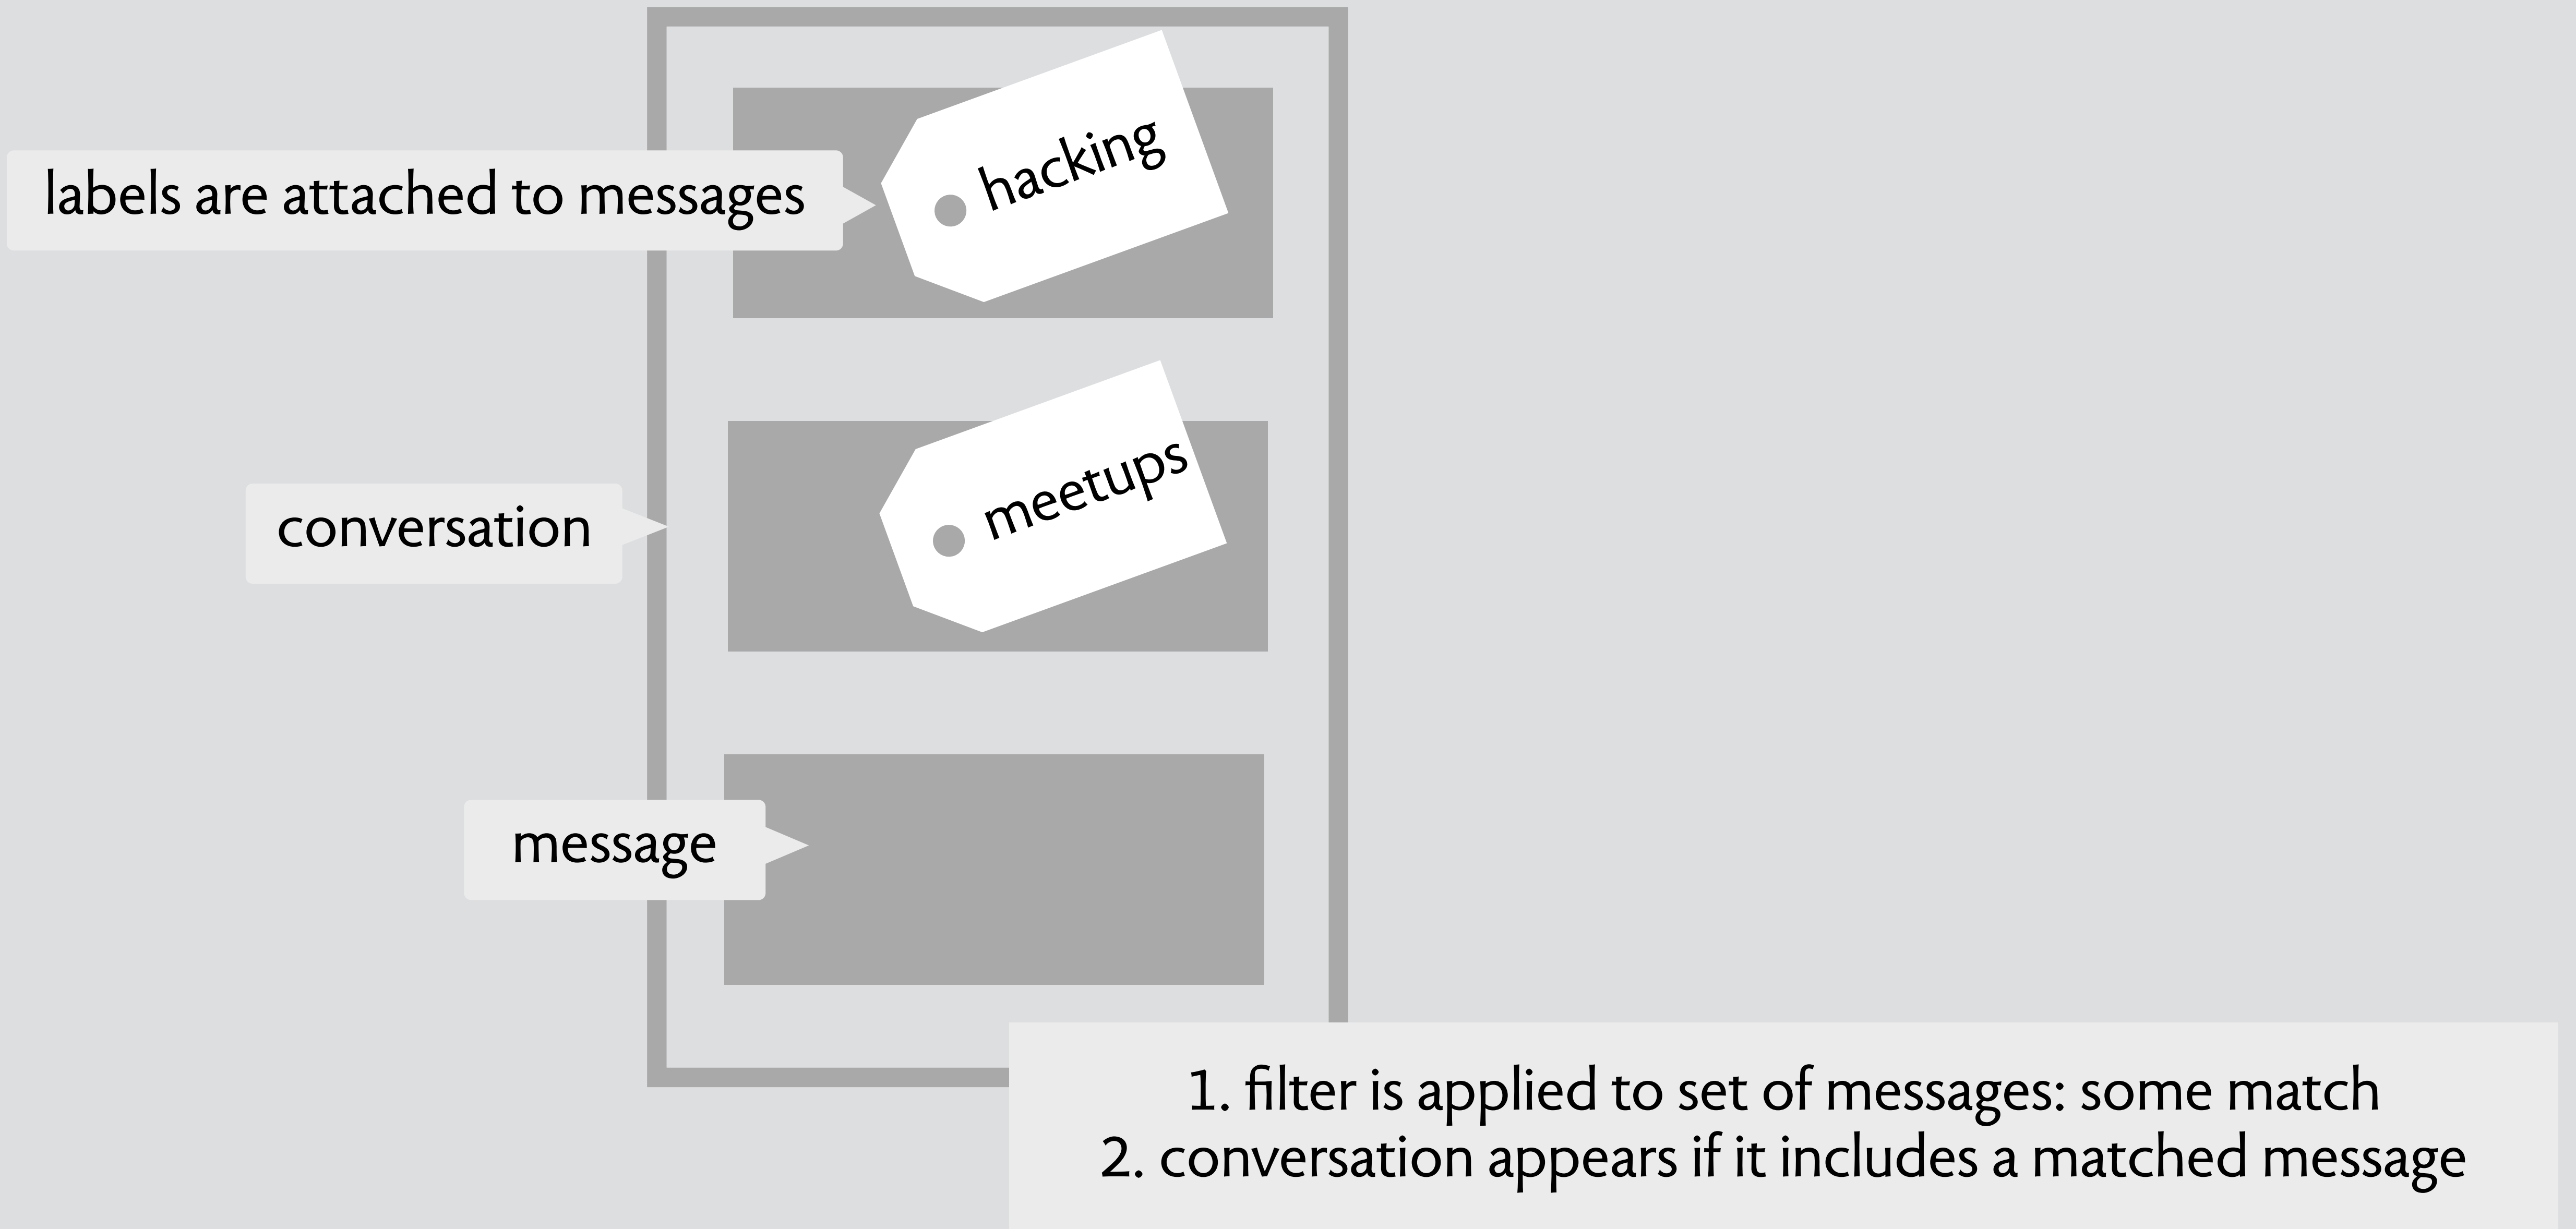 hacking
labels are attached to messages
meetups
conversation
message
1. filter is applied to set of messages: some match
2. conversation appears if it includes a matched message